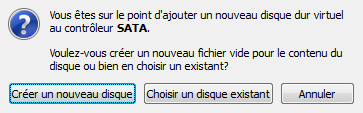 Vous êtes sur le point d'ajouter un nouveau disque dur virtuel
au contrôleur SATA.
Voulez-vous créer un nouveau fichier vide pour le contenu du
disque ou bien en choisir un existant?
Créer un nouveau disque
Choisir un disque existant
Annuler